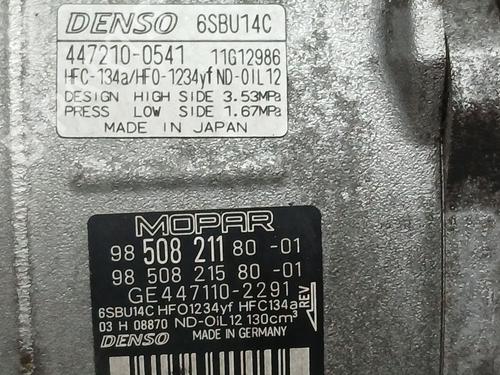 DENSO 6SBU14C
447210-0541 11G12986
HFC-134a/HFO-1234yf ND-OIL12
DESIGN HIGH SIDE 3.53MPa
PRESS LOW SIDE 1.67MPa
MADE IN JAPAN
MOPAR
98 508 211 80 -01
98 508 215 80 -01
GE447110-2291
6SBU14C HFO1234yf HFC134a
03 H 08870 ND-OiL12 130cm³
DENSO MADE IN GERMANY
REV